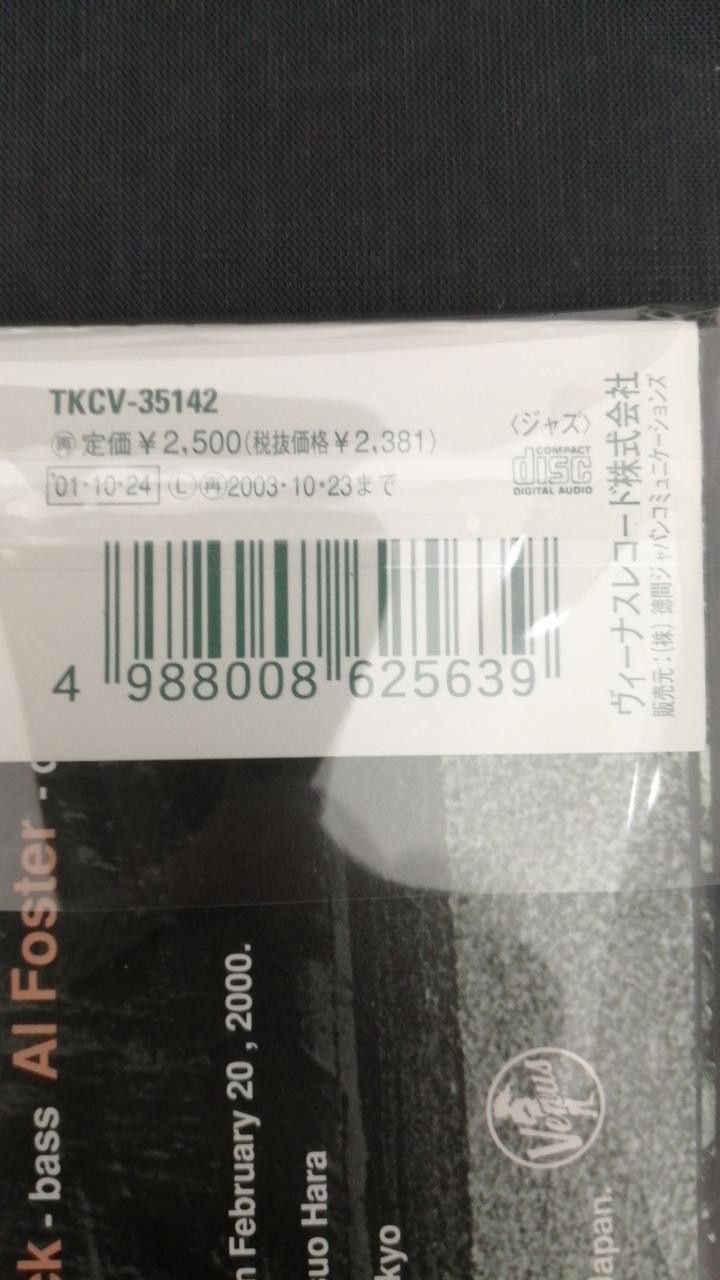 TKCV-35142
㊞定価¥2,500(税抜価格¥2,381)
'01・10・24 Ⓛ 再 2003・10・23まで
〈ジャズ〉
COMPACT
disc
DIGITAL AUDIO
ヴィーナスレコード株式会社
販売元:(株)徳間ジャパンコミュニケーションズ
4 988008 625639
ck - bass Al Foster -
n February 20 , 2000.
suo Hara
kyo
apan.
Venus